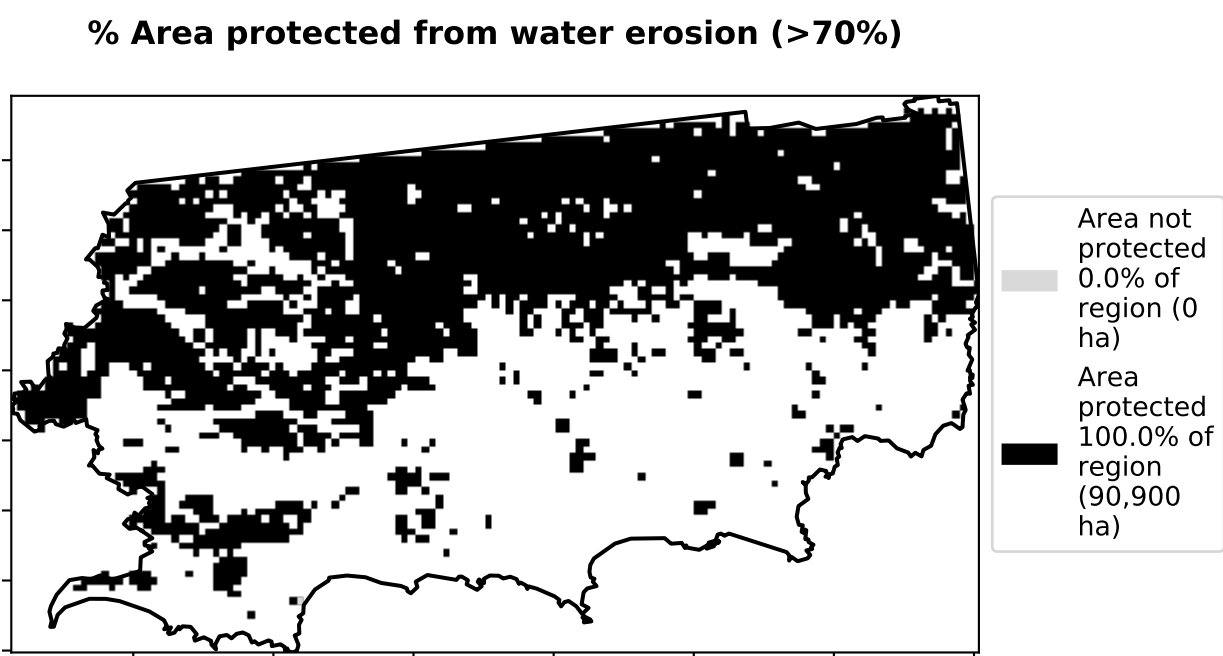 % Area protected from water erosion (>70%)
Area not
protected
0.0% of
region (0
ha)
Area
protected
100.0% of
region
(90,900
ha)